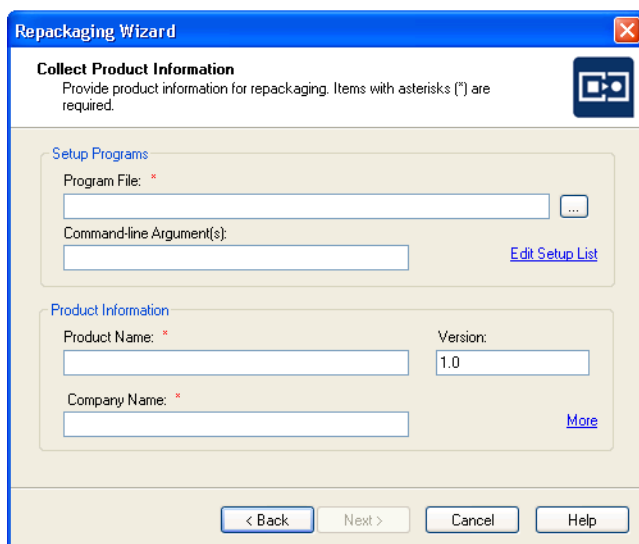 Repackaging Wizard
Collect Product Information
Provide product information for repackaging. Items with asterisks (*) are
required.
Setup Programs
Program File: *
...
Command-line Argument(s):
Edit Setup List
Product Information
Product Name: *
Version:
1.0
Company Name: *
More
< Back
Next >
Cancel
Help